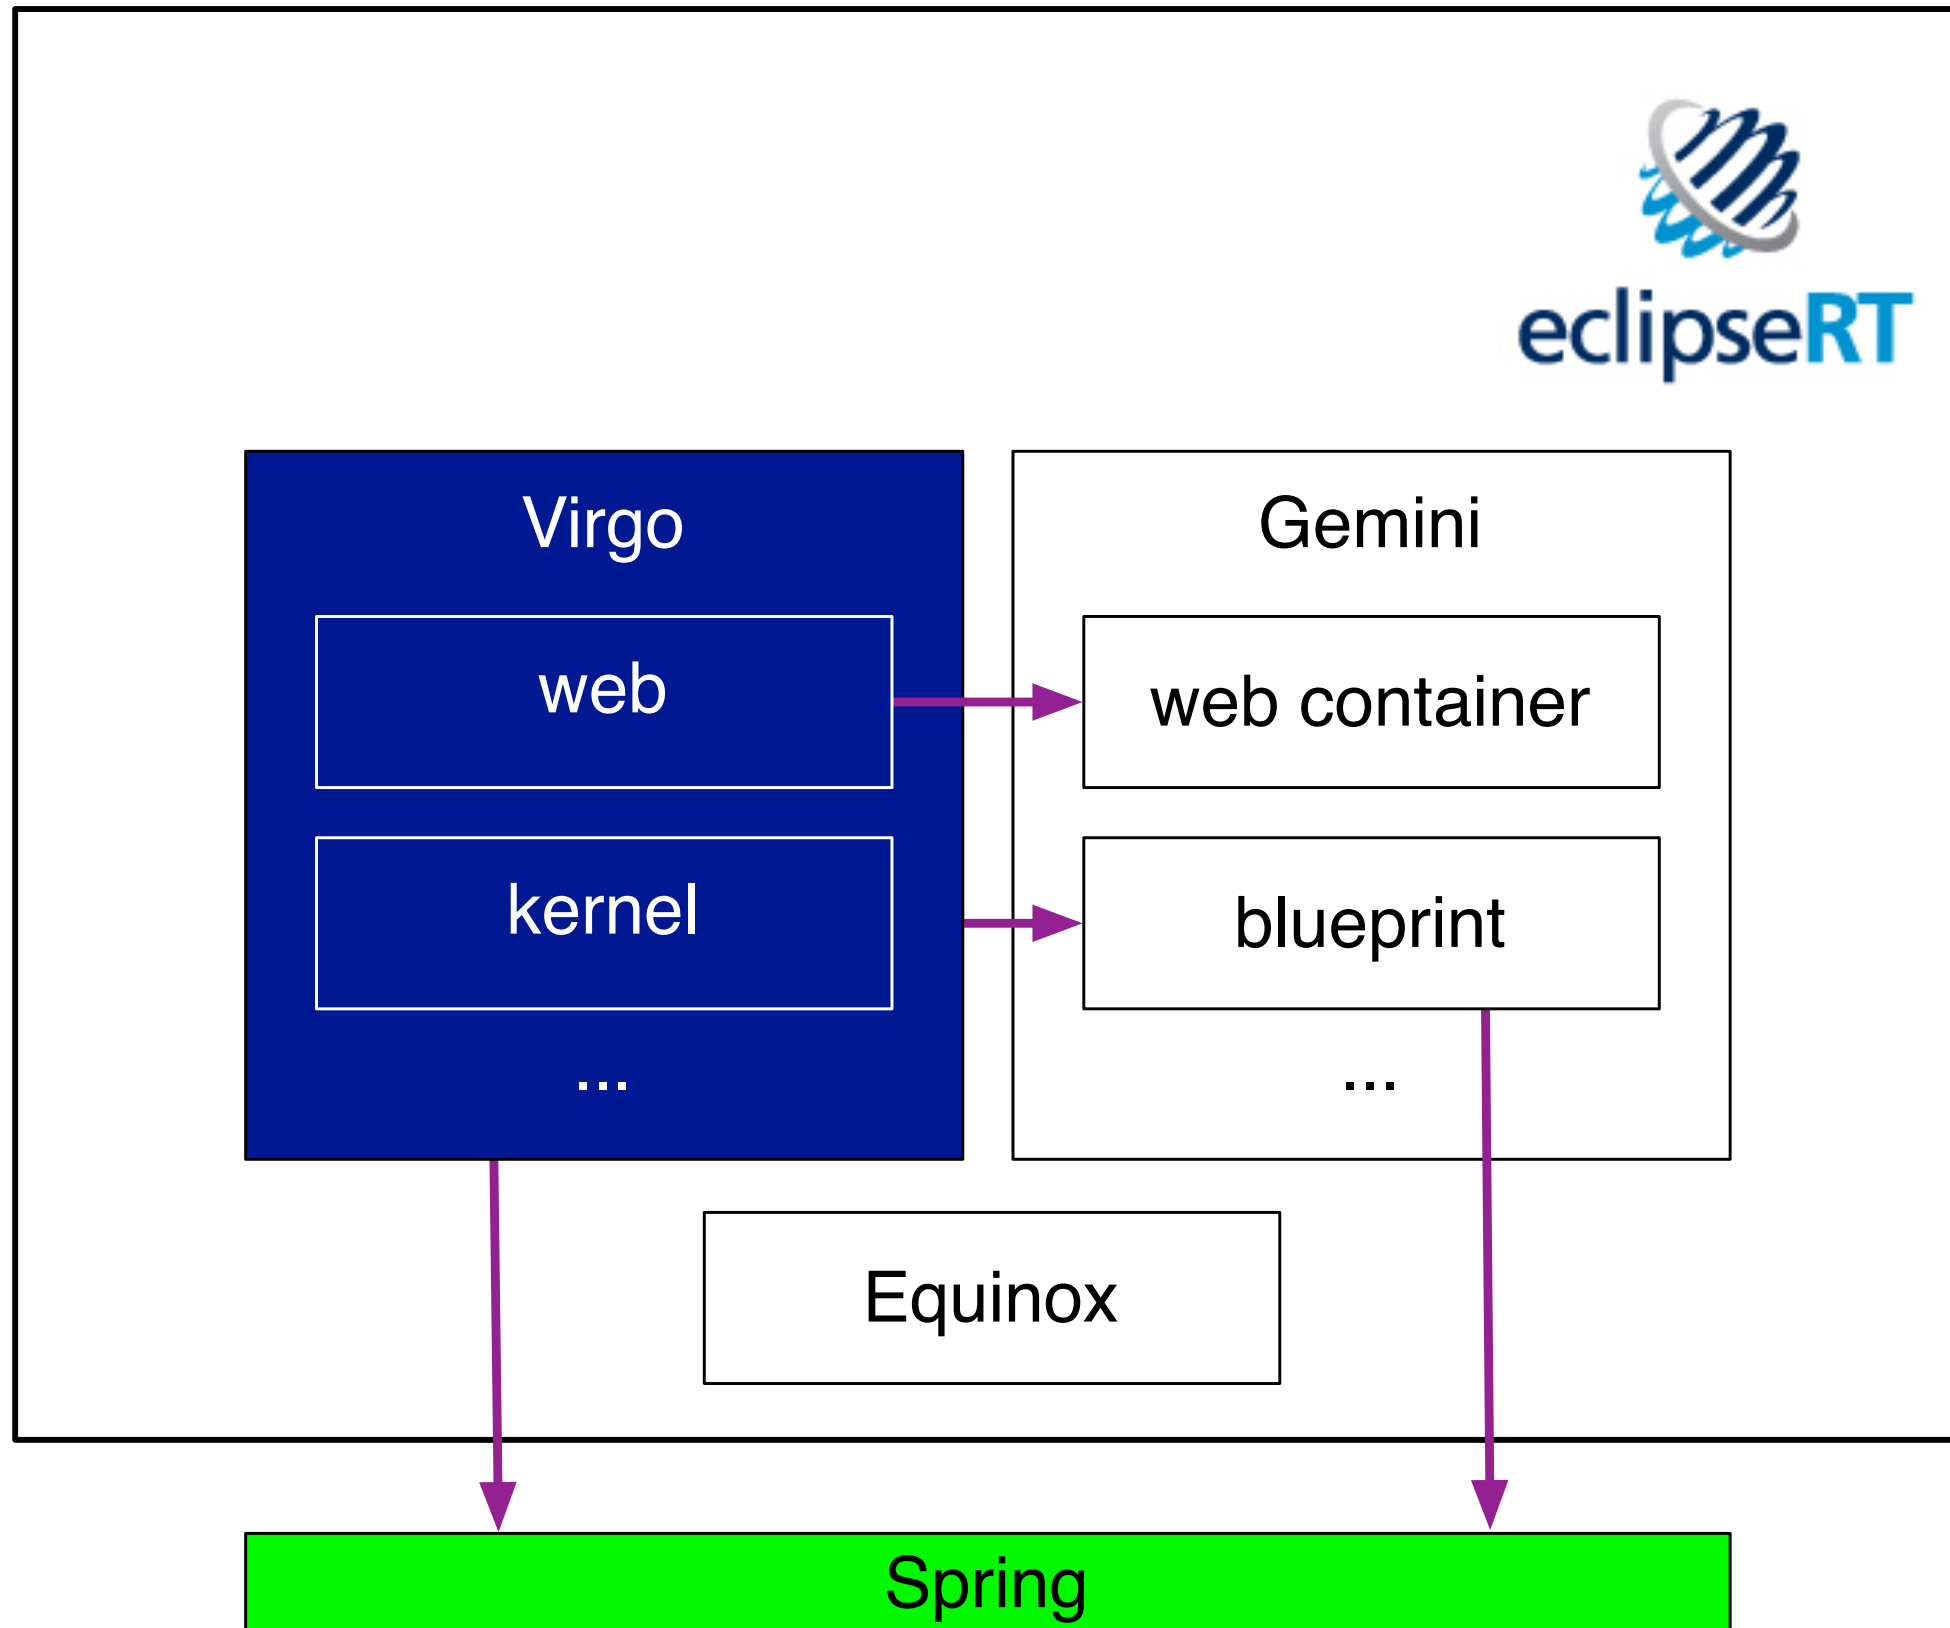 eclipseRT
Virgo
Gemini
web
web container
kernel
blueprint
...
...
Equinox
Spring